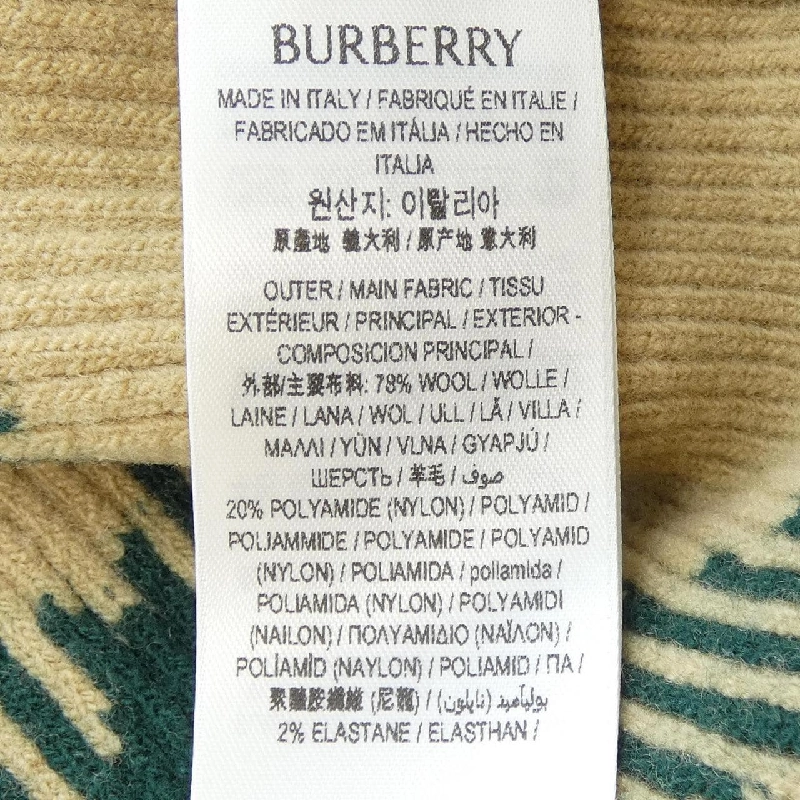 BURBERRY
MADE IN ITALY / FABRIQUÉ EN ITALIE /
FABRICADO EM ITÁLIA / HECHO EN
ITALIA
원산지: 이탈리아
原產地 義大利 / 原产地 意大利
OUTER / MAIN FABRIC / TISSU
EXTÉRIEUR / PRINCIPAL / EXTERIOR -
COMPOSICION PRINCIPAL /
外部/主要布料: 78% WOOL / WOLLE /
LAINE / LANA / WOL / ULL / LÃ / VILLA /
ΜΑΛΛΙ / YÜN / VLNA / GYAPJÚ /
ШЕРСТЬ / 羊毛 / صوف
20% POLYAMIDE (NYLON) / POLYAMID /
POLIAMMIDE / POLYAMIDE / POLYAMID
(NYLON) / POLIAMIDA / poliamida /
POLIAMIDA (NYLON) / POLYAMIDI
(NAILON) / ΠΟΛΥΑΜΙΔΙΟ (ΝΑΪΛΟΝ) /
POLİAMİD (NAYLON) / POLYAMID / ПА /
聚醯胺纖維 (尼龍) / بولياميد (نايلون)
2% ELASTANE / ELASTHAN /